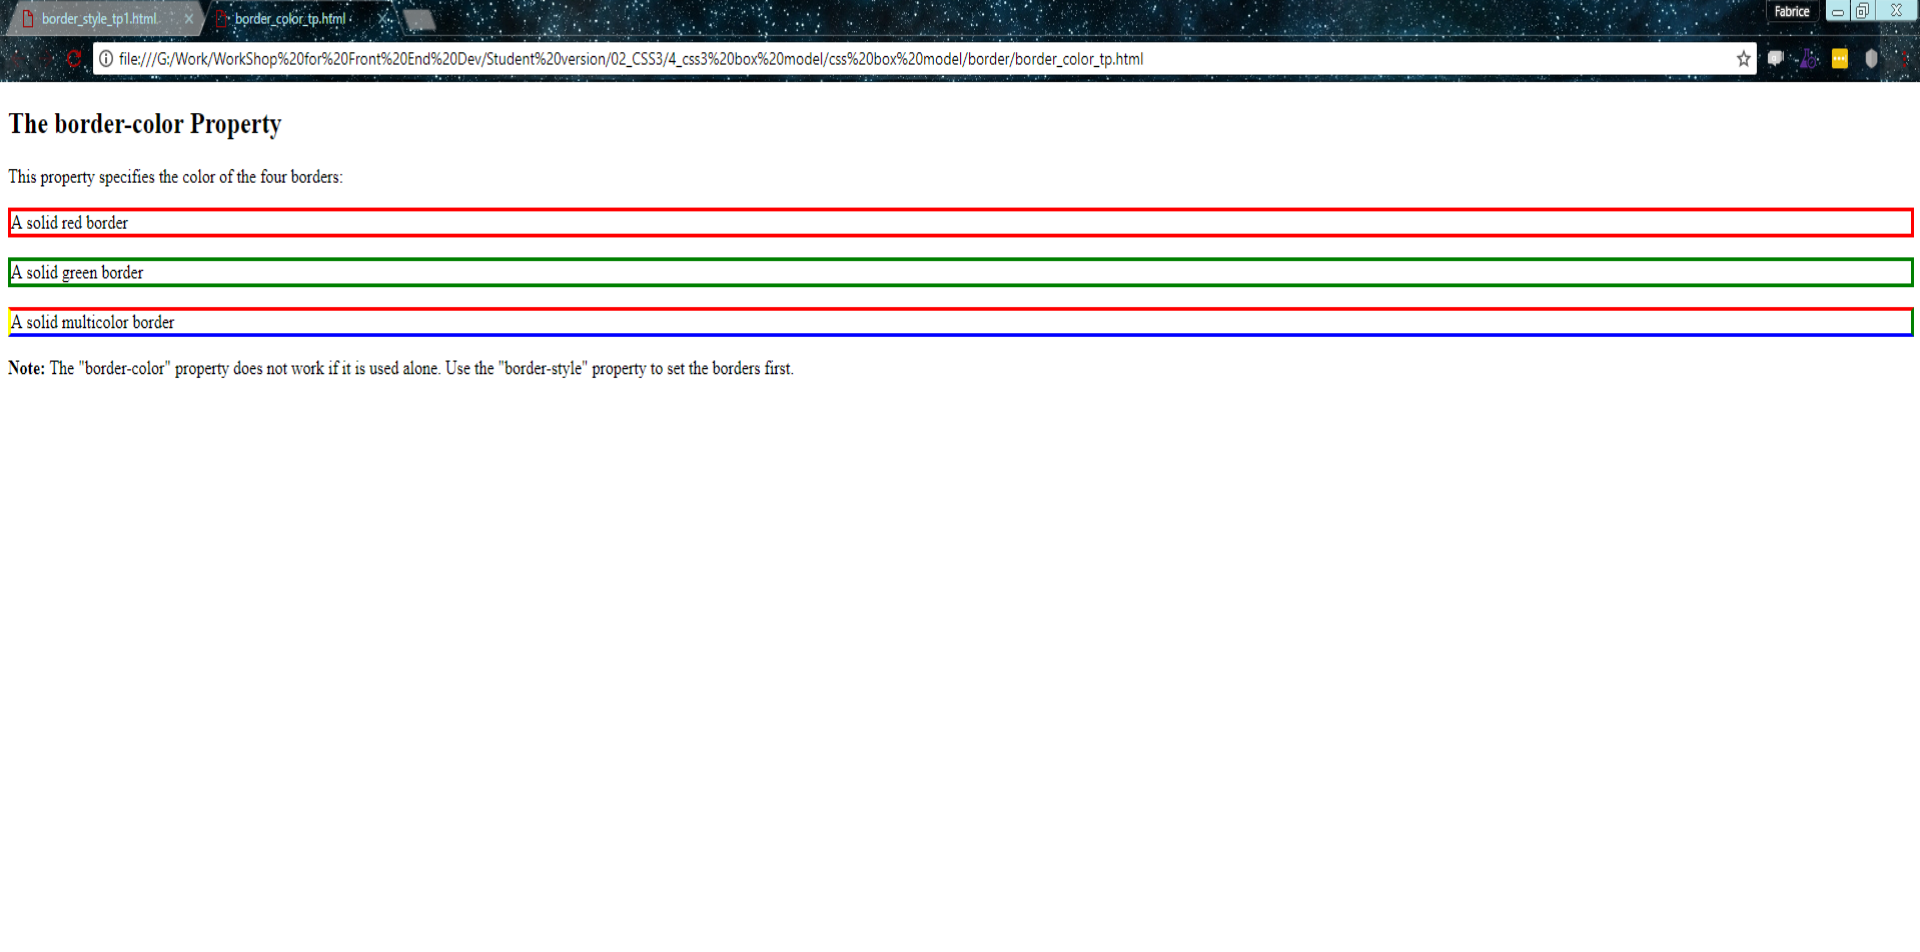 border_style_tp1.html
border_color_tp.html
Fabrice
file:///G:/Work/WorkShop%20for%20Front%20End%20Dev/Student%20version/02_CSS3/4_css3%20box%20model/css%20box%20model/border/border_color_tp.html
The border-color Property
This property specifies the color of the four borders:
A solid red border
A solid green border
A solid multicolor border
Note: The "border-color" property does not work if it is used alone. Use the "border-style" property to set the borders first.